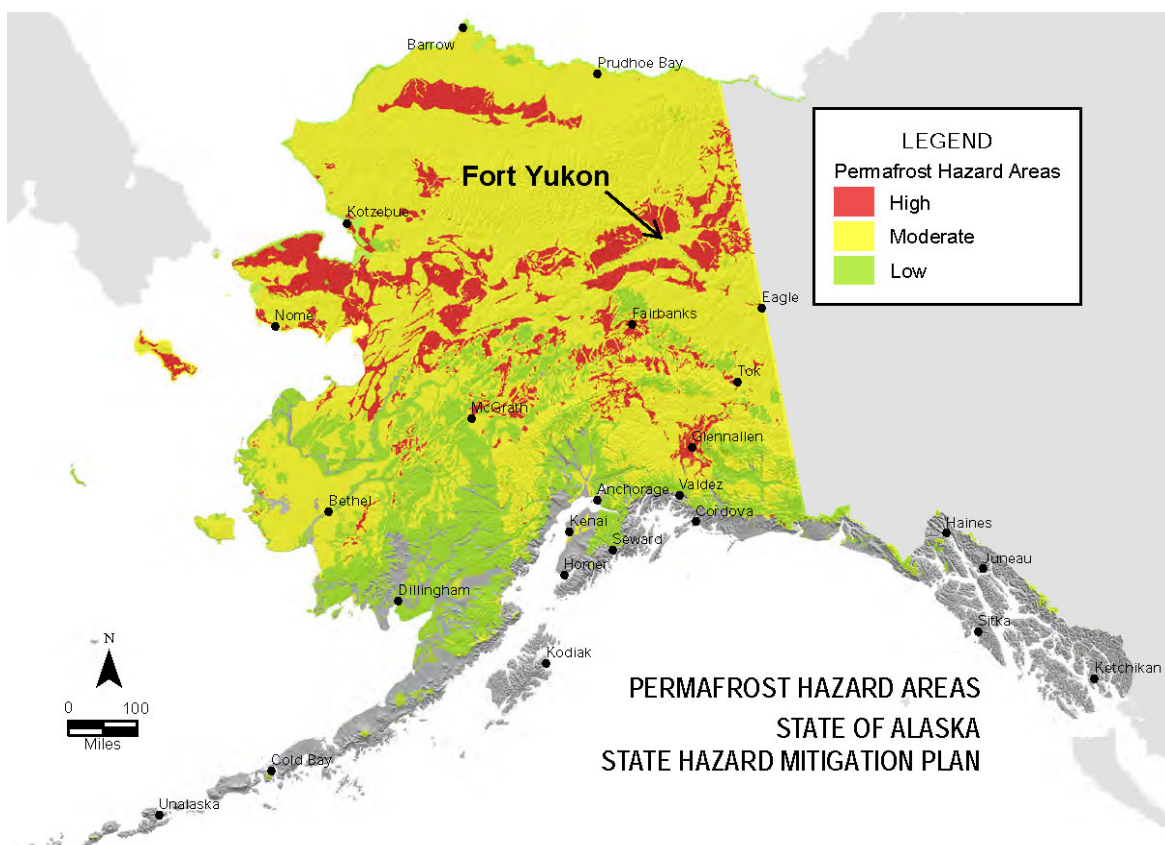 Barrow
Prudhoe Bay
LEGEND
Permafrost Hazard Areas
High
Moderate
Low
Fort Yukon
Kotzebue
Eagle
Nome
Fairbanks
Tok
McGrath
Glennallen
Bethel
Anchorage
Valdez
Kenai
Cordova
Seward
Homer
Haines
Juneau
Dillingham
Sitka
Kodiak
Ketchikan
N
0 100
Miles
PERMAFROST HAZARD AREAS
STATE OF ALASKA
STATE HAZARD MITIGATION PLAN
Cold Bay
Unalaska